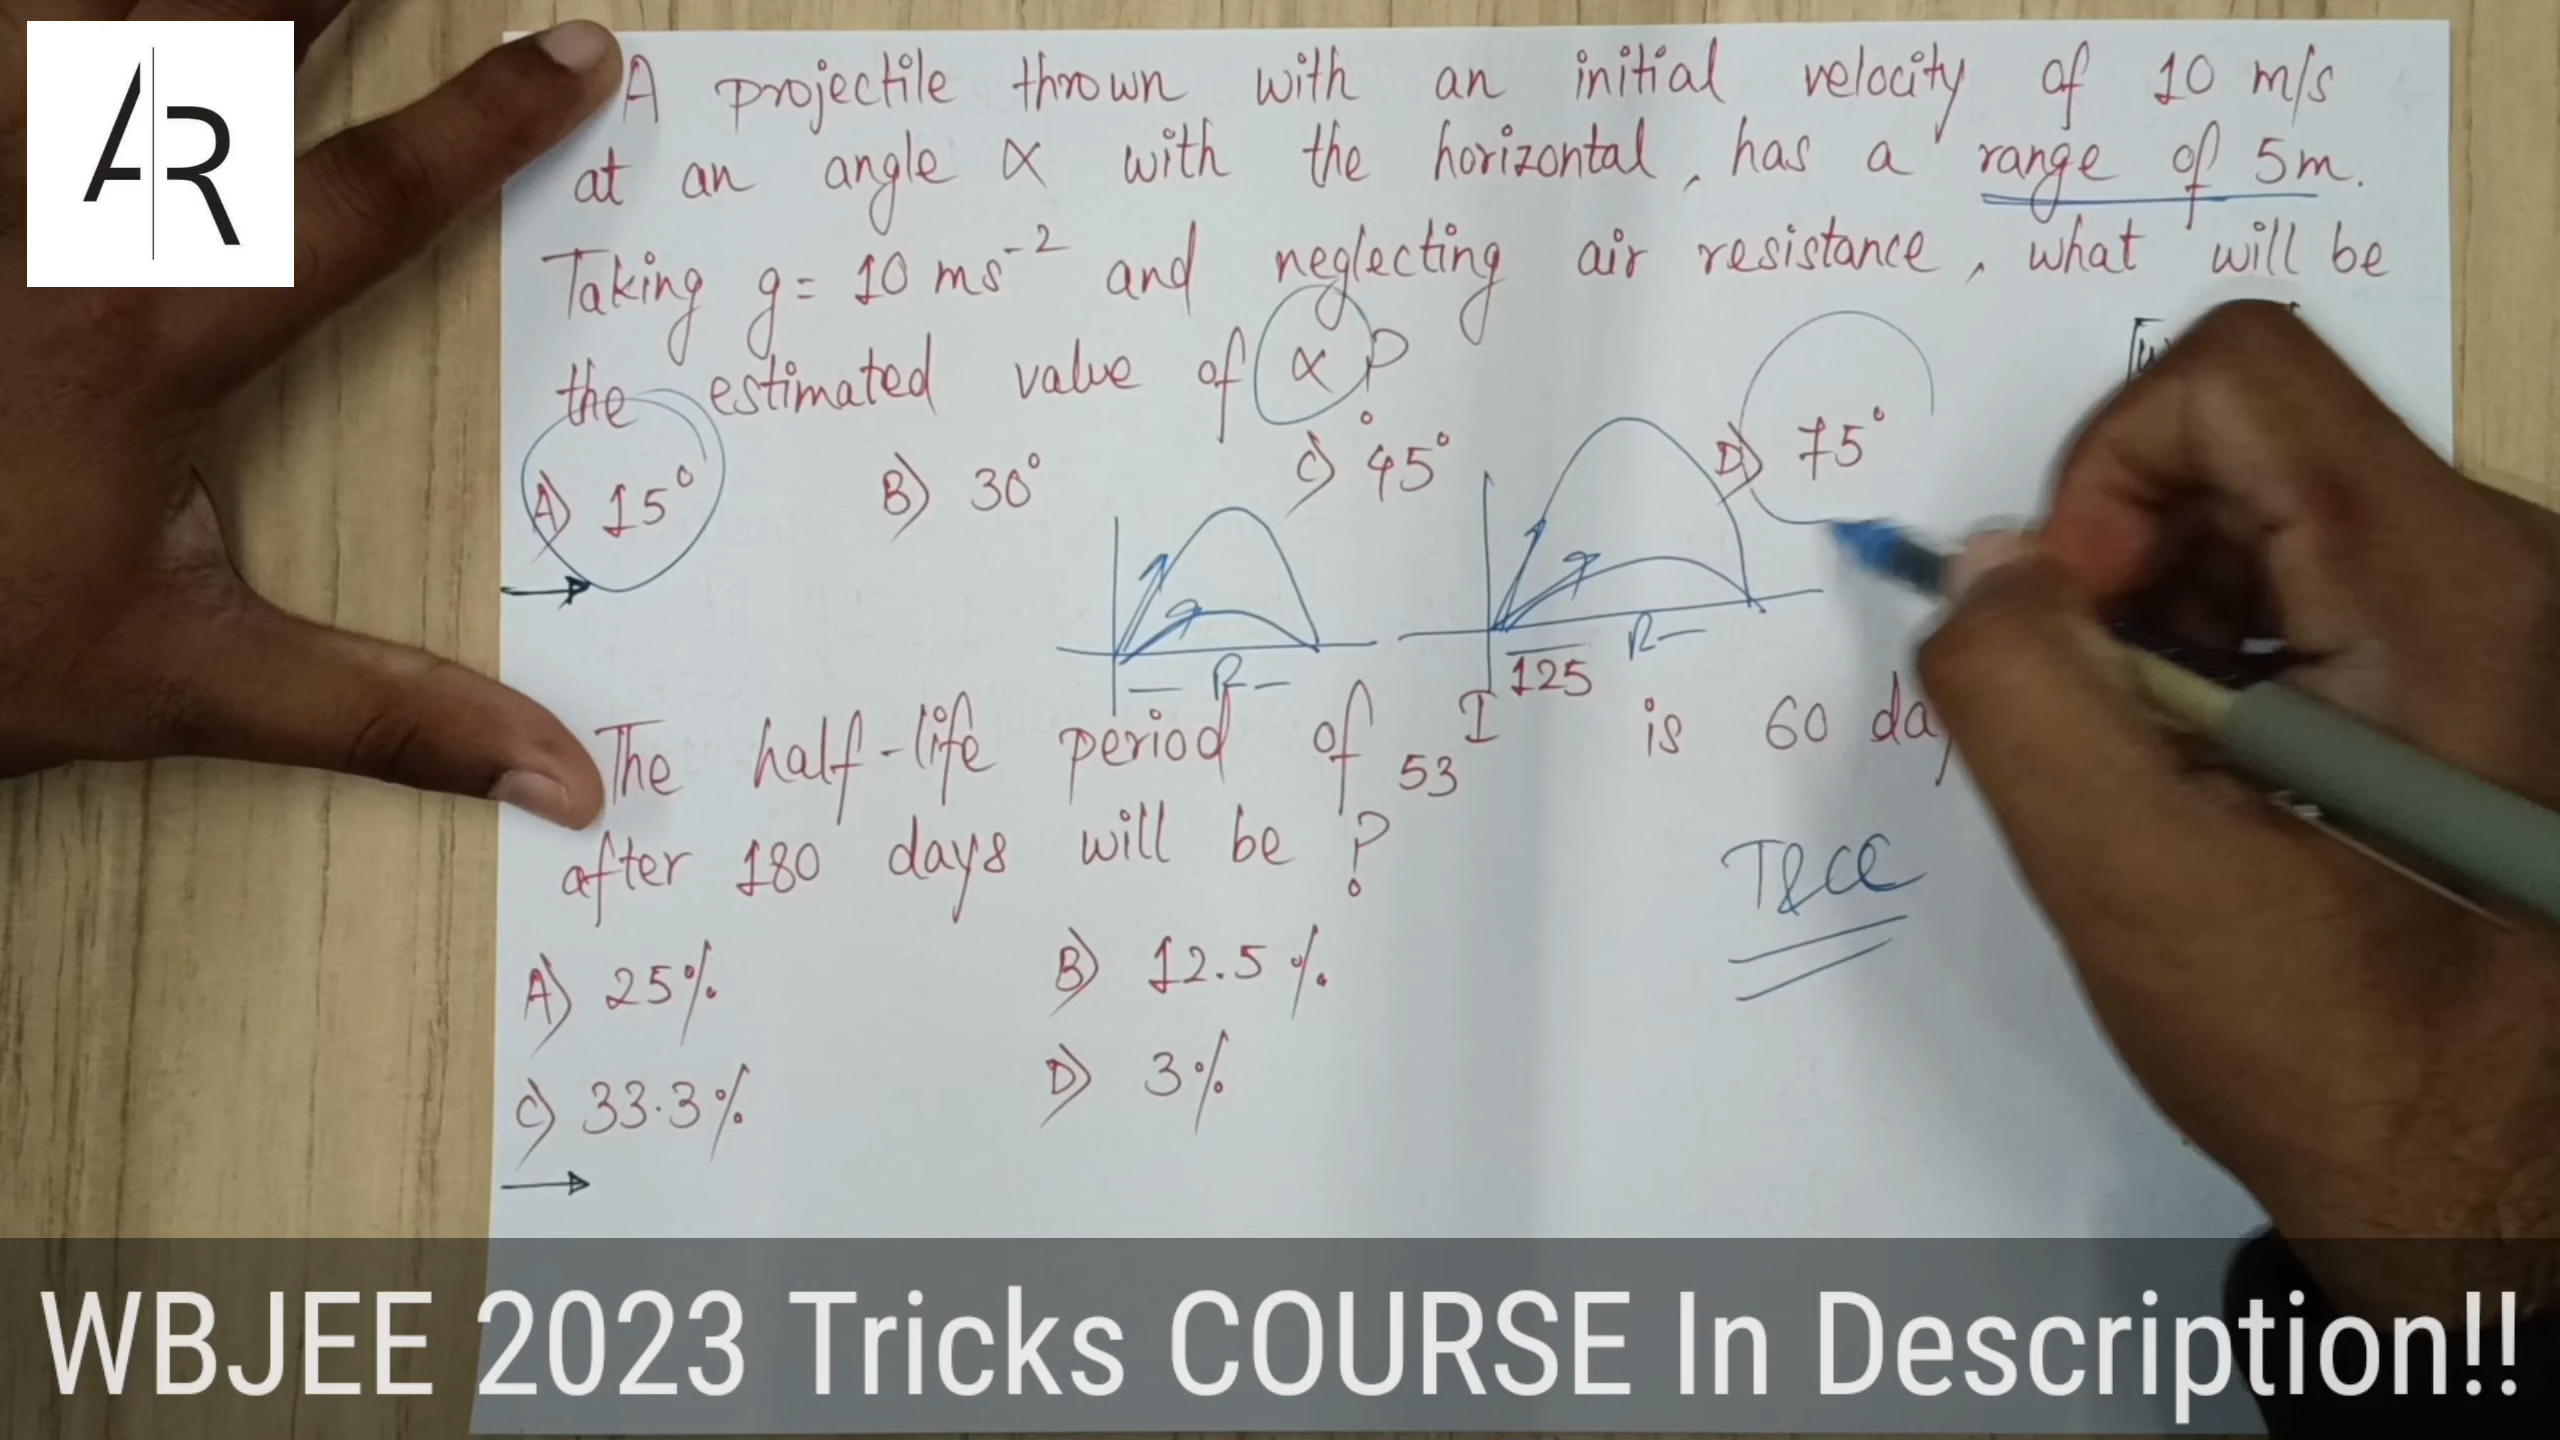 AR
A projectile thrown with an initial velocity of 10 m/s
at an angle α with the horizontal, has a range of 5m.
Taking g = 10 ms⁻² and neglecting air resistance, what will be
the estimated value of α ?
A) 15° B) 30° C) 45° D) 75°
R
R
The half-life period of ₅₃I¹²⁵ is 60
after 180 days will be ?
T&CC
A) 25% B) 12.5%
C) 33.3% D) 3%
WBJEE 2023 Tricks COURSE In Description!!